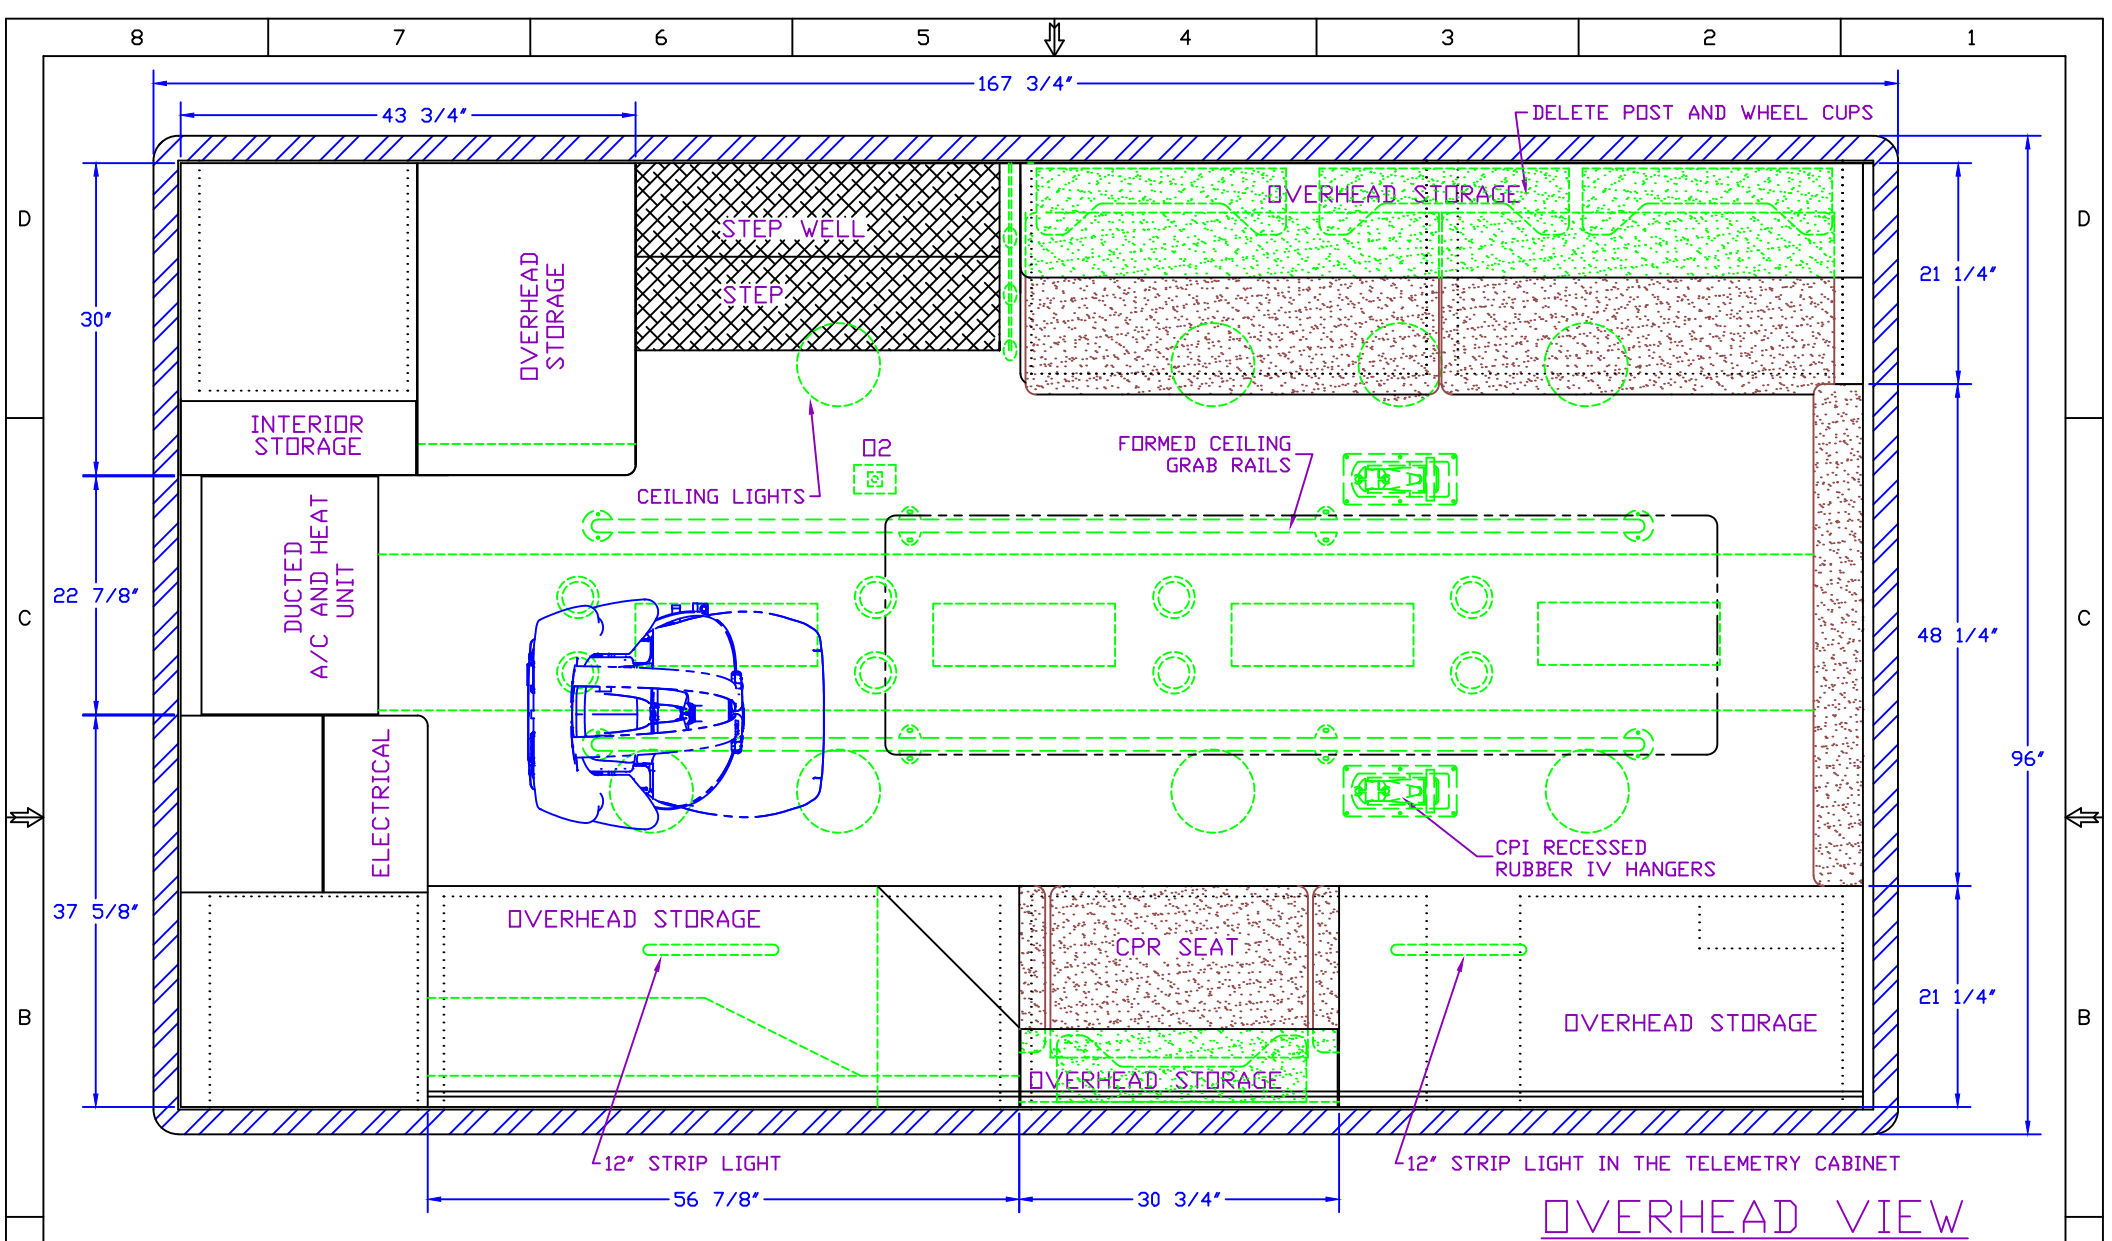 8 7 6 5 4 3 2 1
167 3/4"
43 3/4"
DELETE POST AND WHEEL CUPS
OVERHEAD STORAGE
D
D
STEP WELL
STEP
OVERHEAD
STORAGE
21 1/4"
30"
INTERIOR
STORAGE
O2
FORMED CEILING
GRAB RAILS
CEILING LIGHTS
DUCTED
A/C AND HEAT
UNIT
22 7/8"
C
C
48 1/4"
96"
ELECTRICAL
CPI RECESSED
RUBBER IV HANGERS
37 5/8"
OVERHEAD STORAGE
CPR SEAT
21 1/4"
B
B
OVERHEAD STORAGE
OVERHEAD STORAGE
12" STRIP LIGHT
12" STRIP LIGHT IN THE TELEMETRY CABINET
56 7/8"
30 3/4"
OVERHEAD VIEW